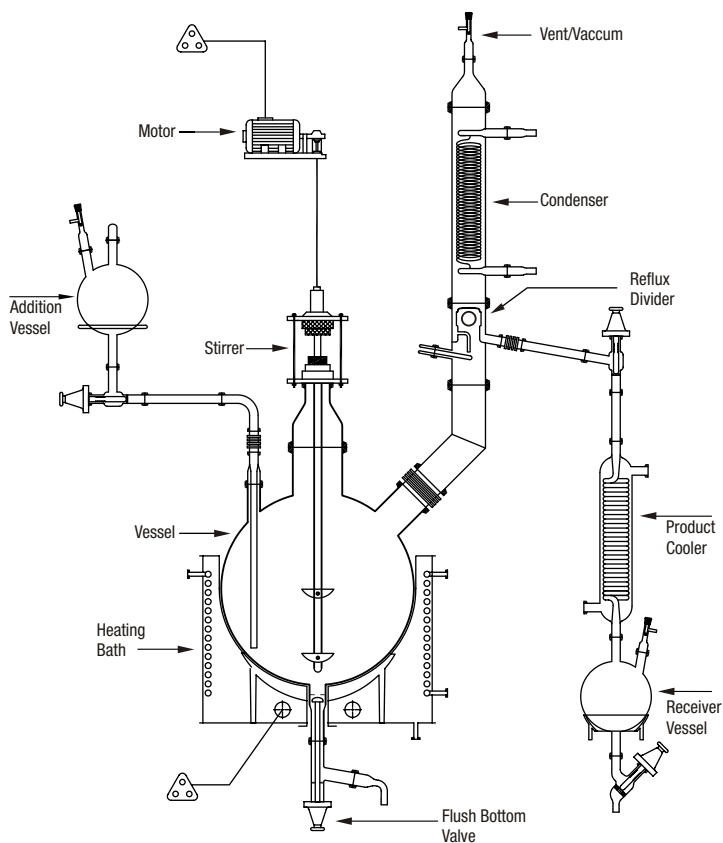 Vent/Vaccum
Motor
Condenser
Reflux
Divider
Addition
Vessel
Stirrer
Vessel
Product
Cooler
Heating
Bath
Receiver
Vessel
Flush Bottom
Valve